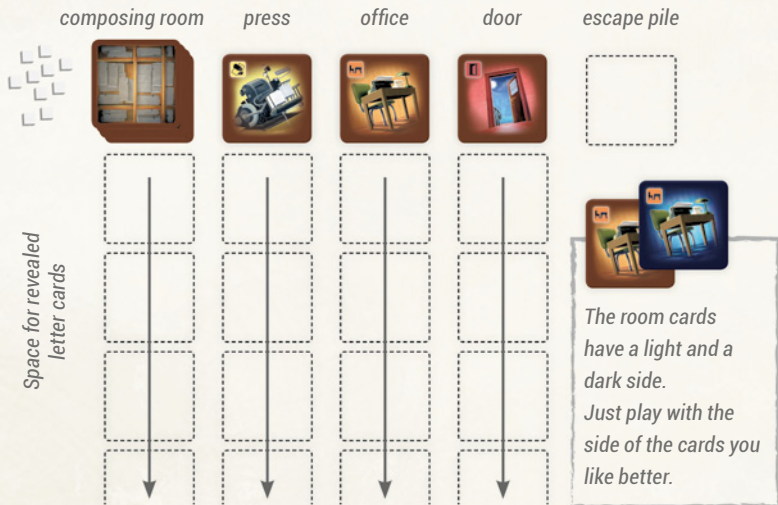 composing room press office door escape pile
Space for revealed
letter cards
The room cards
have a light and a
dark side.
Just play with the
side of the cards you
like better.